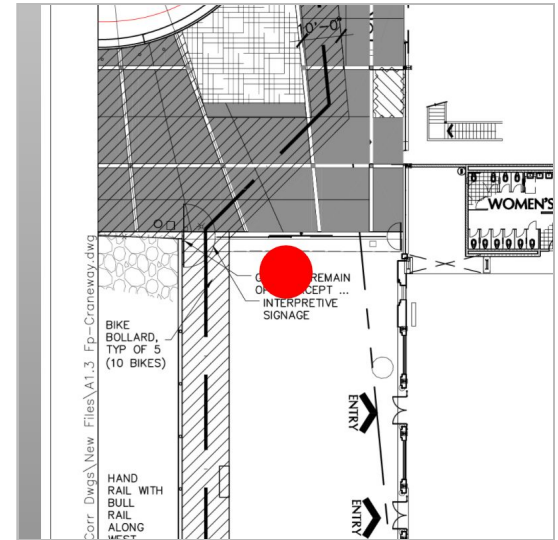 10'-0"
WOMEN'S
REMAIN
INTERPRETIVE
SIGNAGE
BIKE
BOLLARD,
TYP OF 5
(10 BIKES)
ENTRY
HAND
RAIL WITH
BULL
RAIL
ALONG
WEST
ENTRY
Corr Dwgs\New Files\A1.3 Fp-Craneway.dwg